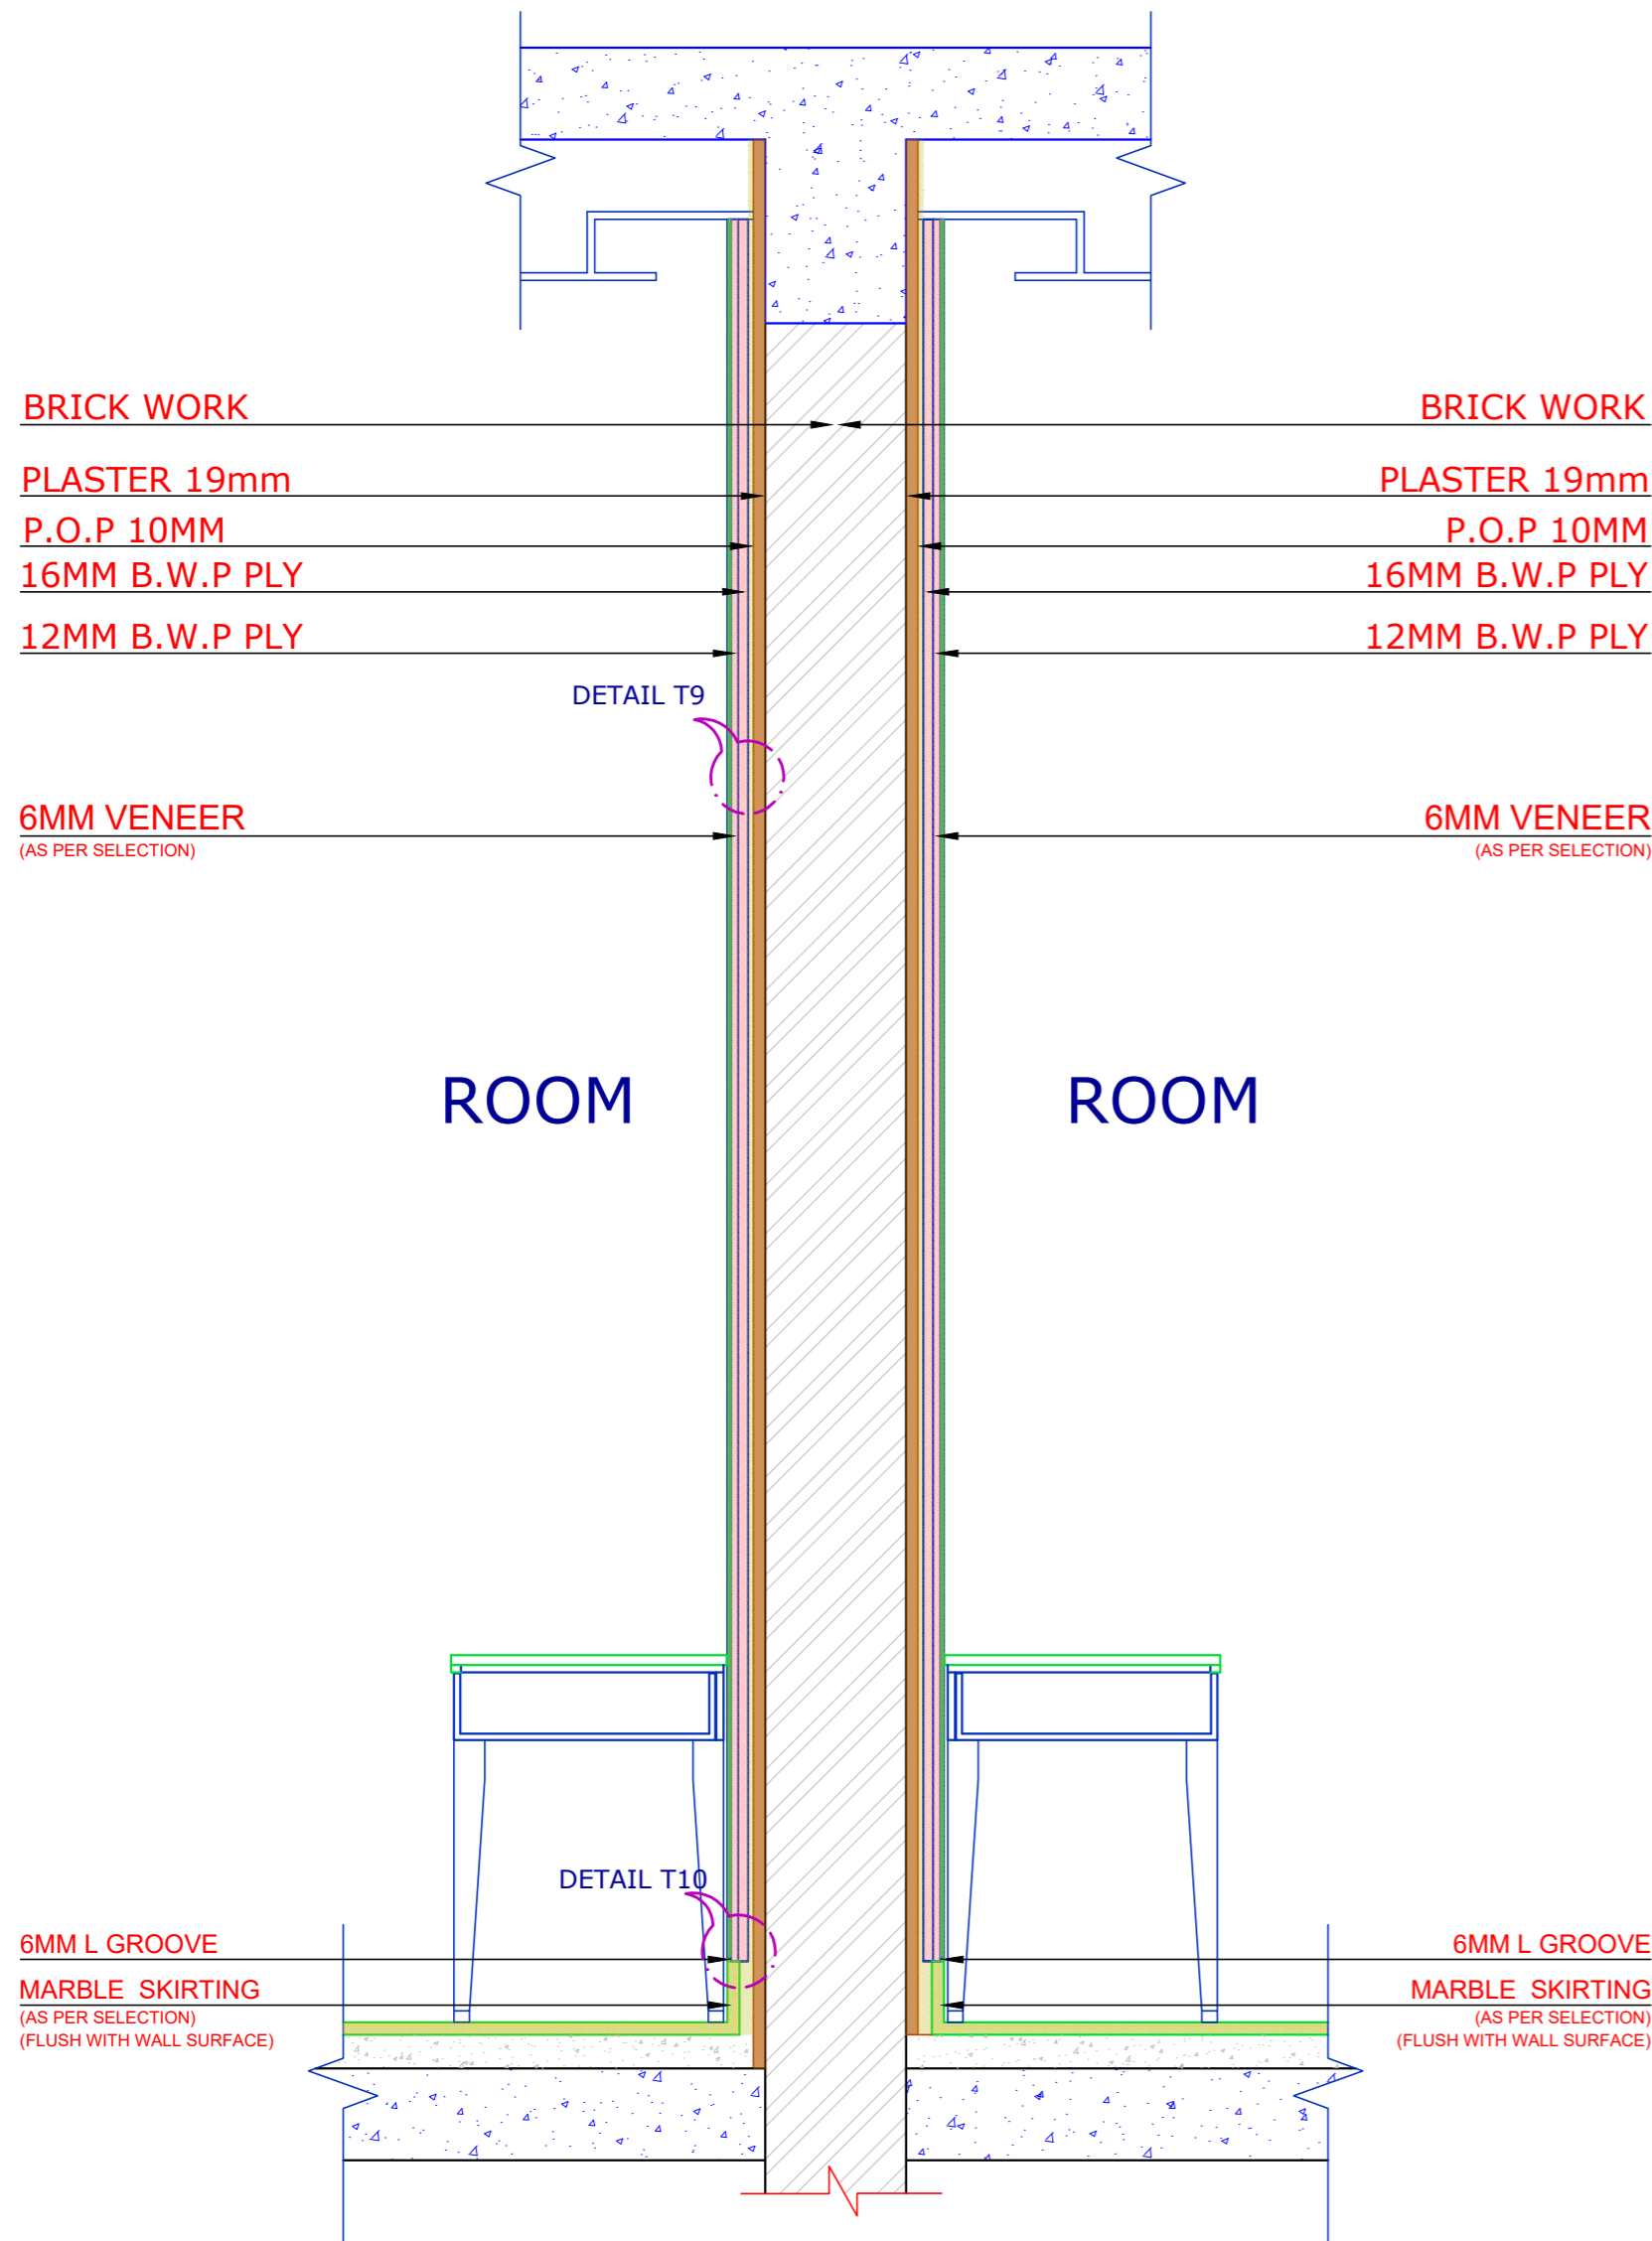 BRICK WORK
BRICK WORK
PLASTER 19mm
PLASTER 19mm
P.O.P 10MM
P.O.P 10MM
16MM B.W.P PLY
16MM B.W.P PLY
12MM B.W.P PLY
12MM B.W.P PLY
DETAIL T9
6MM VENEER
(AS PER SELECTION)
6MM VENEER
(AS PER SELECTION)
ROOM
ROOM
DETAIL T10
6MM L GROOVE
6MM L GROOVE
MARBLE SKIRTING
(AS PER SELECTION)
(FLUSH WITH WALL SURFACE)
MARBLE SKIRTING
(AS PER SELECTION)
(FLUSH WITH WALL SURFACE)